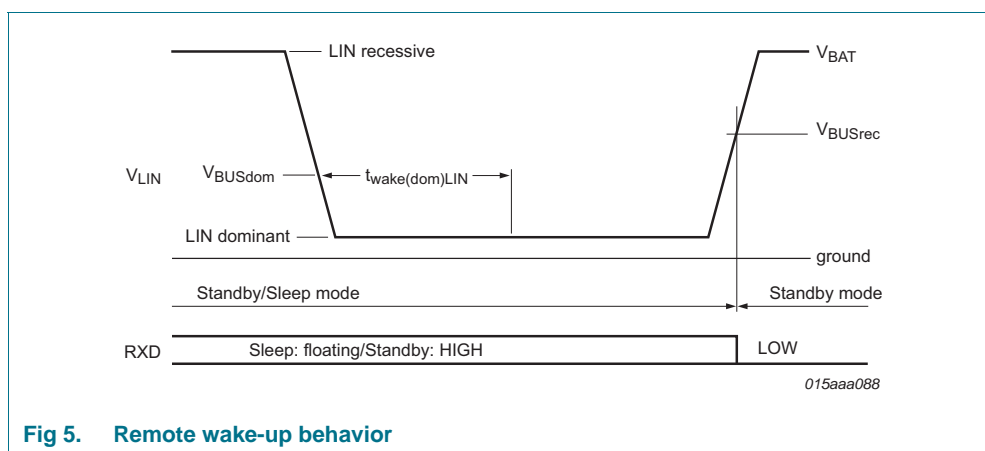 LIN recessive
VBAT
VBUSrec
VLIN
VBUSdom
twake(dom)LIN
LIN dominant
ground
Standby/Sleep mode
Standby mode
RXD
Sleep: floating/Standby: HIGH
LOW
015aaa088
Fig 5. Remote wake-up behavior